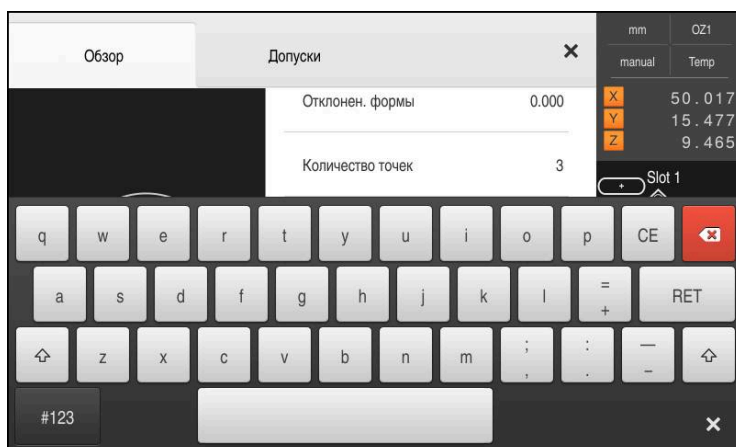 Обзор
Допуски
Отклонен. формы 0.000
Количество точек 3
mm OZ1
manual Temp
X 50.017
Y 15.477
Z 9.465
Slot 1
q w e r t y u i o p CE
a s d f g h j k l = + RET
z x c v b n m ; , : . — –
#123